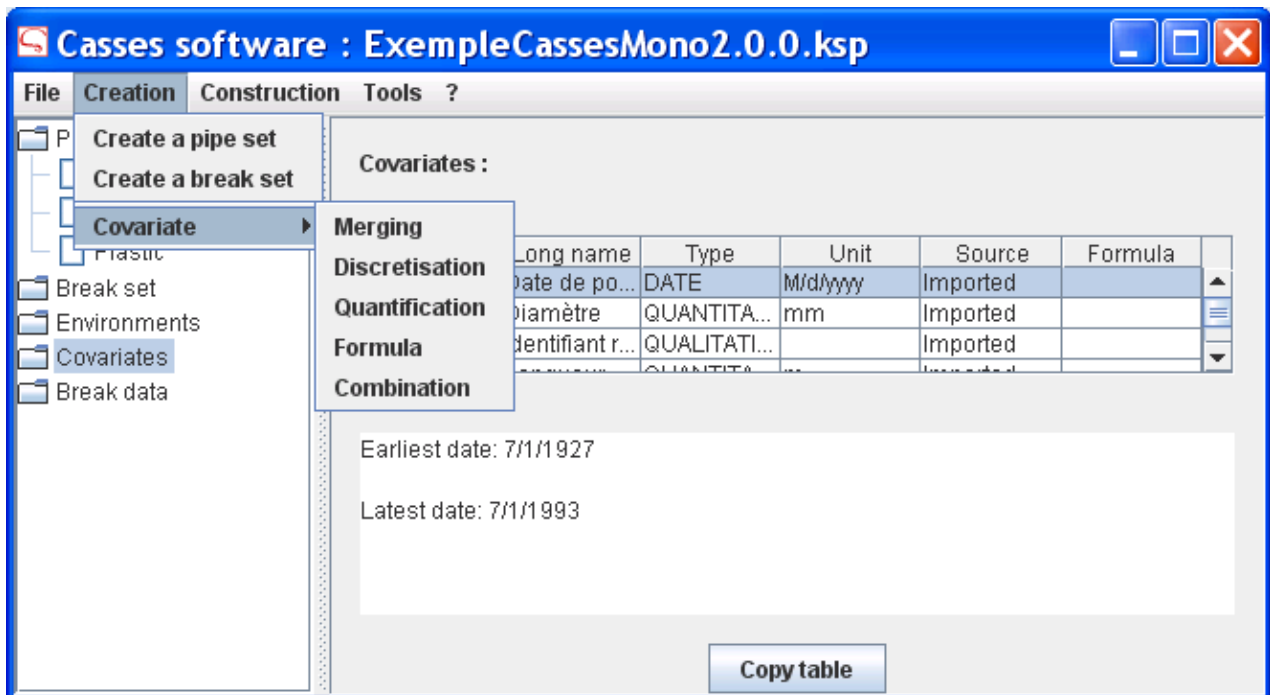 Casses software : ExempleCassesMono2.0.0.ksp
File Creation Construction Tools ?
P
Create a pipe set
Create a break set
Covariate
Merging
Discretisation
Quantification
Formula
Combination
Plastic
Break set
Environments
Covariates
Break data
Covariates :
Long name Type Unit Source Formula
Date de po... DATE M/d/yyyy Imported
Diamètre QUANTITA... mm Imported
dentifiant r... QUALITATI... Imported
QUANTITA... m Imported
Earliest date: 7/1/1927
Latest date: 7/1/1993
Copy table